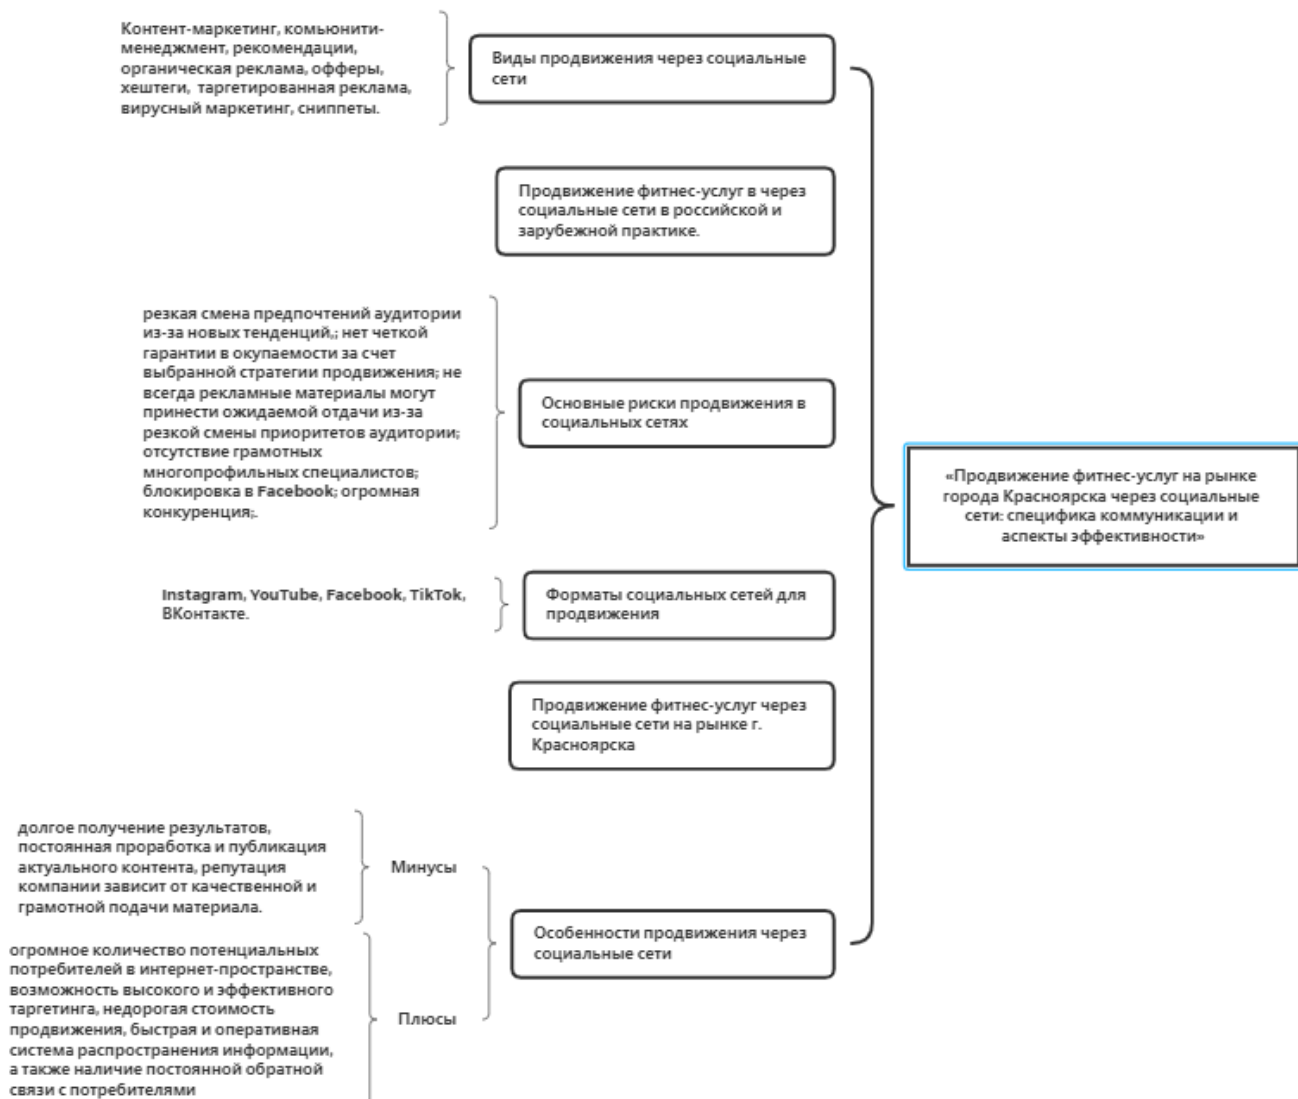 Контент-маркетинг, комьюнити-
менеджмент, рекомендации,
органическая реклама, офферы,
хештеги, таргетированная реклама,
вирусный маркетинг, сниппеты.
Виды продвижения через социальные
сети
Продвижение фитнес-услуг в через
социальные сети в российской и
зарубежной практике.
резкая смена предпочтений аудитории
из-за новых тенденций,; нет четкой
гарантии в окупаемости за счет
выбранной стратегии продвижения; не
всегда рекламные материалы могут
принести ожидаемой отдачи из-за
резкой смены приоритетов аудитории;
отсутствие грамотных
многопрофильных специалистов;
блокировка в Facebook; огромная
конкуренция;.
Основные риски продвижения в
социальных сетях
«Продвижение фитнес-услуг на рынке
города Красноярска через социальные
сети: специфика коммуникации и
аспекты эффективности»
Instagram, YouTube, Facebook, TikTok,
ВКонтакте.
Форматы социальных сетей для
продвижения
Продвижение фитнес-услуг через
социальные сети на рынке г.
Красноярска
долгое получение результатов,
постоянная проработка и публикация
актуального контента, репутация
компании зависит от качественной и
грамотной подачи материала.
Минусы
Особенности продвижения через
социальные сети
огромное количество потенциальных
потребителей в интернет-пространстве,
возможность высокого и эффективного
таргетинга, недорогая стоимость
продвижения, быстрая и оперативная
система распространения информации,
а также наличие постоянной обратной
связи с потребителями
Плюсы